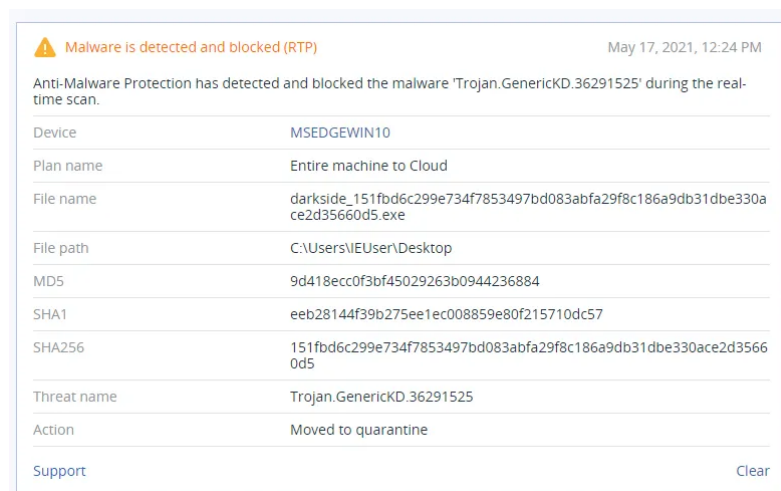 Malware is detected and blocked (RTP) May 17, 2021, 12:24 PM
Anti-Malware Protection has detected and blocked the malware 'Trojan.GenericKD.36291525' during the real-
time scan.
Device MSEDGEWIN10
Plan name Entire machine to Cloud
File name darkside_151fbd6c299e734f7853497bd083abfa29f8c186a9db31dbe330a
ce2d35660d5.exe
File path C:\Users\IEUser\Desktop
MD5 9d418ecc0f3bf45029263b0944236884
SHA1 eeb28144f39b275ee1ec008859e80f215710dc57
SHA256 151fbd6c299e734f7853497bd083abfa29f8c186a9db31dbe330ace2d3566
0d5
Threat name Trojan.GenericKD.36291525
Action Moved to quarantine
Support Clear